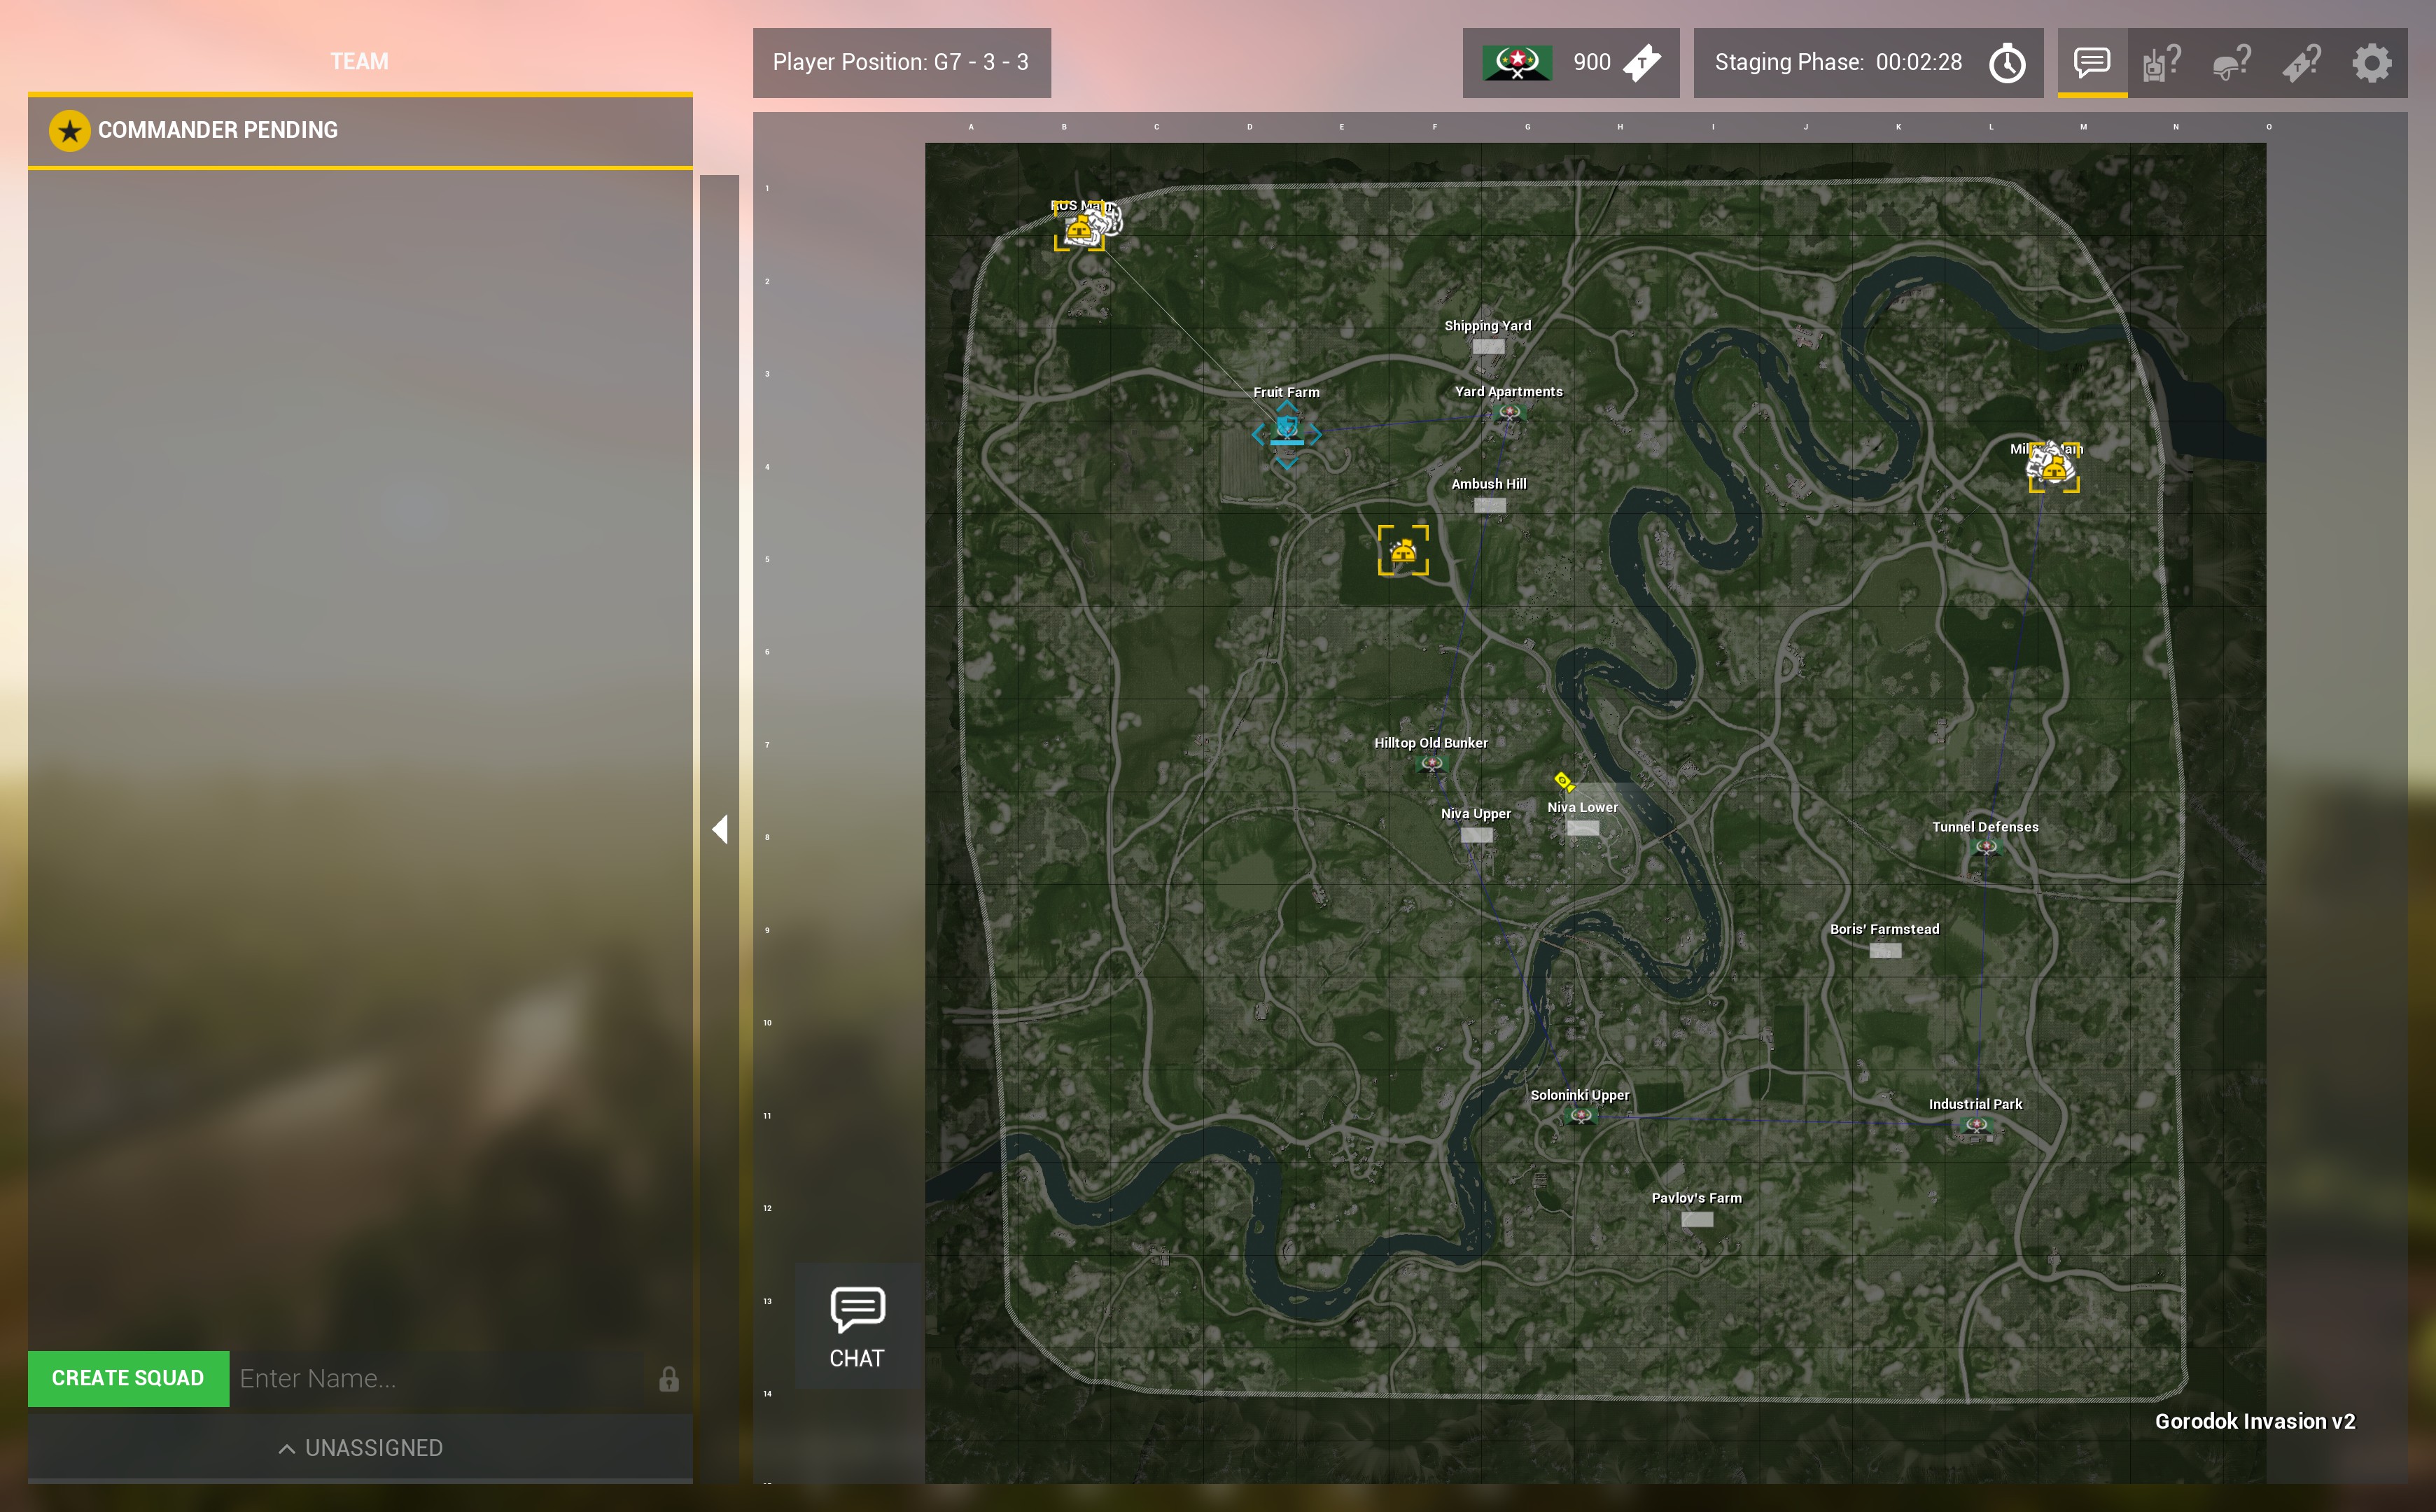 TEAM
COMMANDER PENDING
CREATE SQUAD
Enter Name...
UNASSIGNED
Player Position: G7 - 3 - 3
900
T
Staging Phase: 00:02:28
?
?
T?
A B C D E F G H I J K L M N O
1
2
3
4
5
6
7
8
9
10
11
12
13
14
RUS Main
Shipping Yard
Fruit Farm
Yard Apartments
Main
Ambush Hill
Hilltop Old Bunker
Niva Lower
Niva Upper
Tunnel Defenses
Boris' Farmstead
Soloninki Upper
Industrial Park
Pavlov's Farm
CHAT
Gorodok Invasion v2